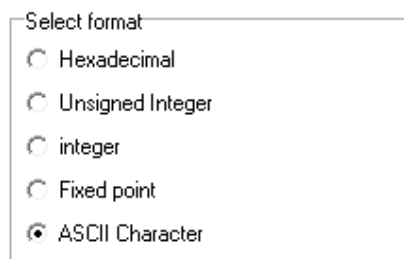 Select format
Hexadecimal
Unsigned Integer
integer
Fixed point
ASCII Character